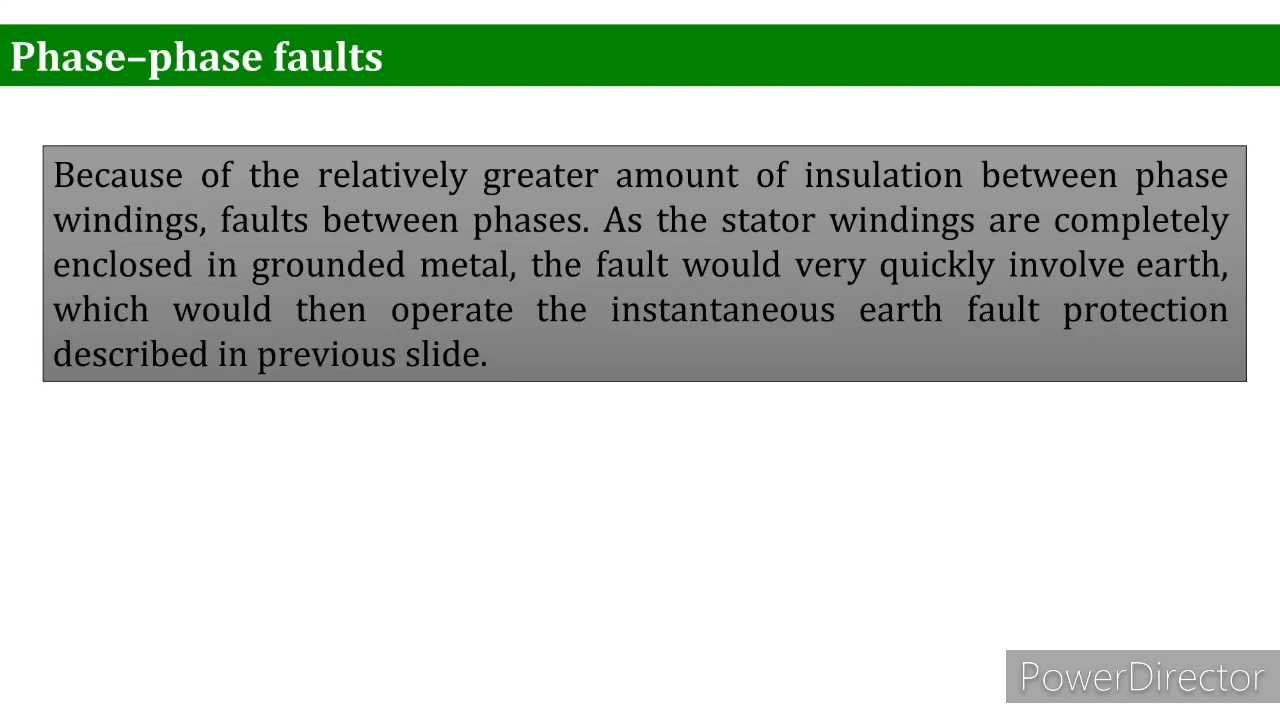 Phase–phase faults
Because of the relatively greater amount of insulation between phase
windings, faults between phases. As the stator windings are completely
enclosed in grounded metal, the fault would very quickly involve earth,
which would then operate the instantaneous earth fault protection
described in previous slide.
PowerDirector